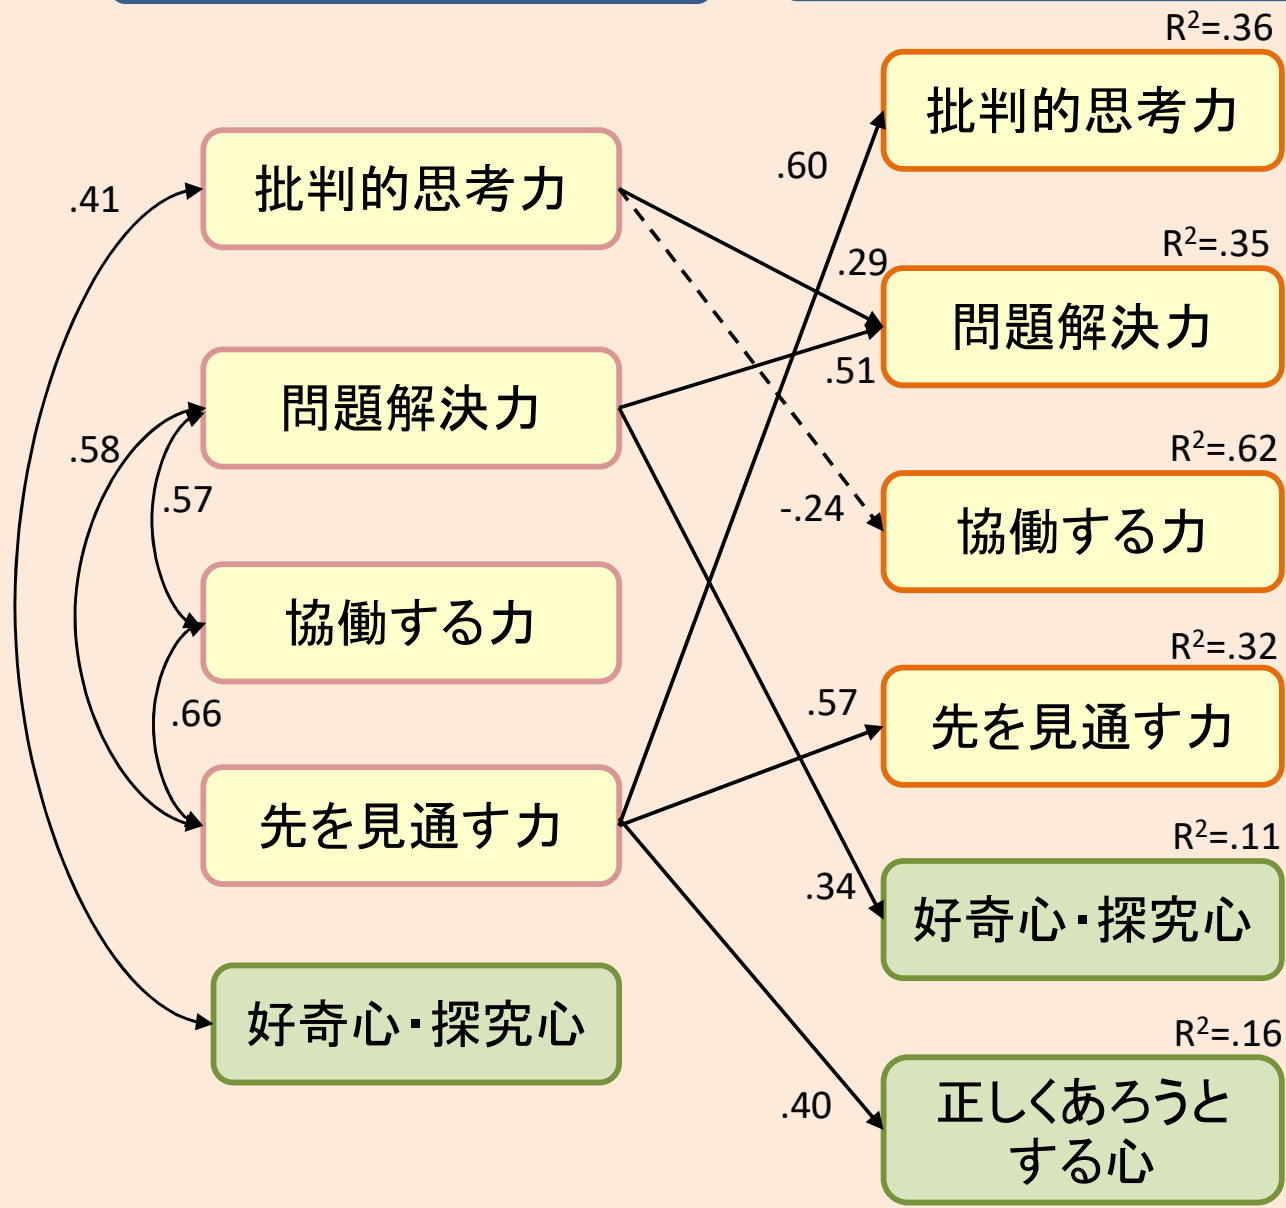 R²=.36
批判的思考力
.60
批判的思考力
.41
R²=.35
.29
問題解決力
.51
問題解決力
.58
R²=.62
.57
-.24
協働する力
協働する力
R²=.32
.66
.57
先を見通す力
先を見通す力
R²=.11
.34
好奇心・探究心
好奇心・探究心
R²=.16
.40
正しくあろうと
する心